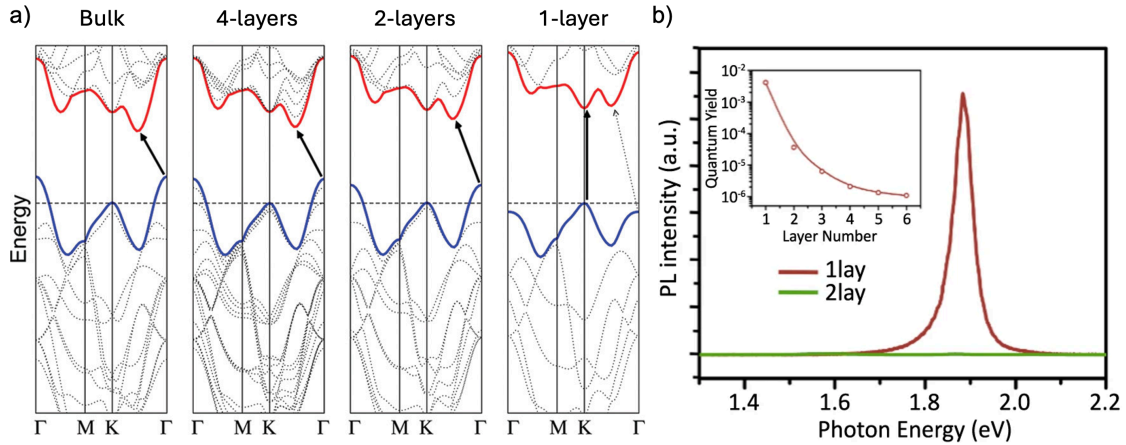 a)
Bulk
4-layers
2-layers
1-layer
Energy
Γ M K Γ
Γ M K Γ
Γ M K Γ
Γ M K Γ
b)
PL intensity (a.u.)
Quantum Yield
10⁻²
10⁻³
10⁻⁴
10⁻⁵
10⁻⁶
1 2 3 4 5 6
Layer Number
1lay
2lay
1.4 1.6 1.8 2.0 2.2
Photon Energy (eV)